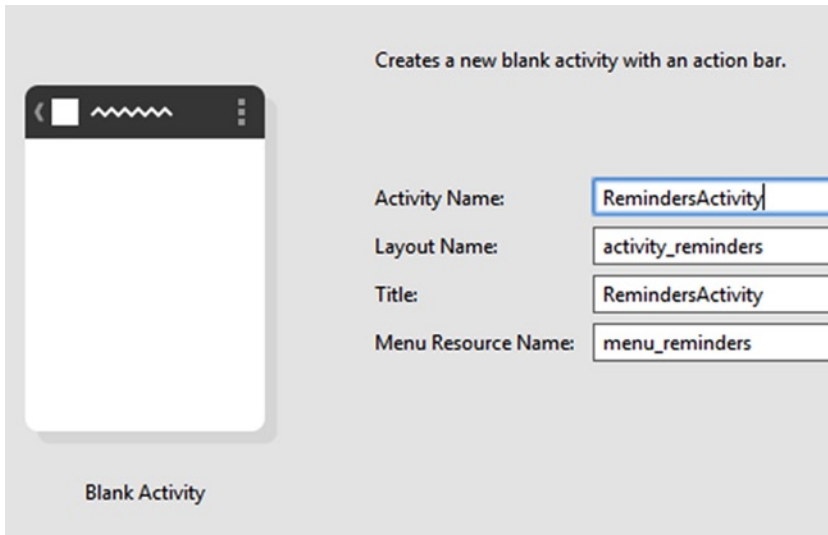 Creates a new blank activity with an action bar.
Activity Name: RemindersActivity
Layout Name: activity_reminders
Title: RemindersActivity
Menu Resource Name: menu_reminders
Blank Activity